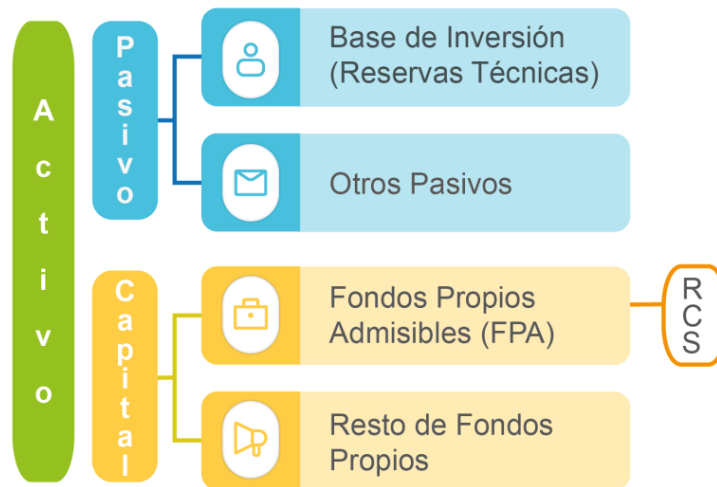 Activo
Pasivo
Base de Inversión
(Reservas Técnicas)
Otros Pasivos
Capital
Fondos Propios
Admisibles (FPA)
RCS
Resto de Fondos
Propios